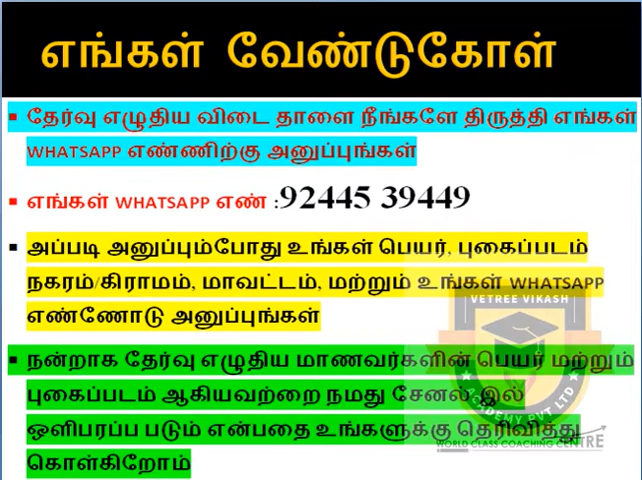 எங்கள் வேண்டுகோள்
தேர்வு எழுதிய விடை தாளை நீங்களே திருத்தி எங்கள்
WHATSAPP எண்ணிற்கு அனுப்புங்கள்
எங்கள் WHATSAPP எண் :92445 39449
அப்படி அனுப்பும்போது உங்கள் பெயர், புகைப்படம்
நகரம்/கிராமம், மாவட்டம், மற்றும் உங்கள் WHATSAPP
எண்ணோடு அனுப்புங்கள்
VETREE VIKASH
நன்றாக தேர்வு எழுதிய மாணவர்களின் பெயர் மற்றும்
புகைப்படம் ஆகியவற்றை நமது சேனல் இல்
ஒளிபரப்ப படும் என்பதை உங்களுக்கு தெரிவித்து
கொள்கிறோம்
PVT LTD
WORLD CLASS COACHING CENTRE